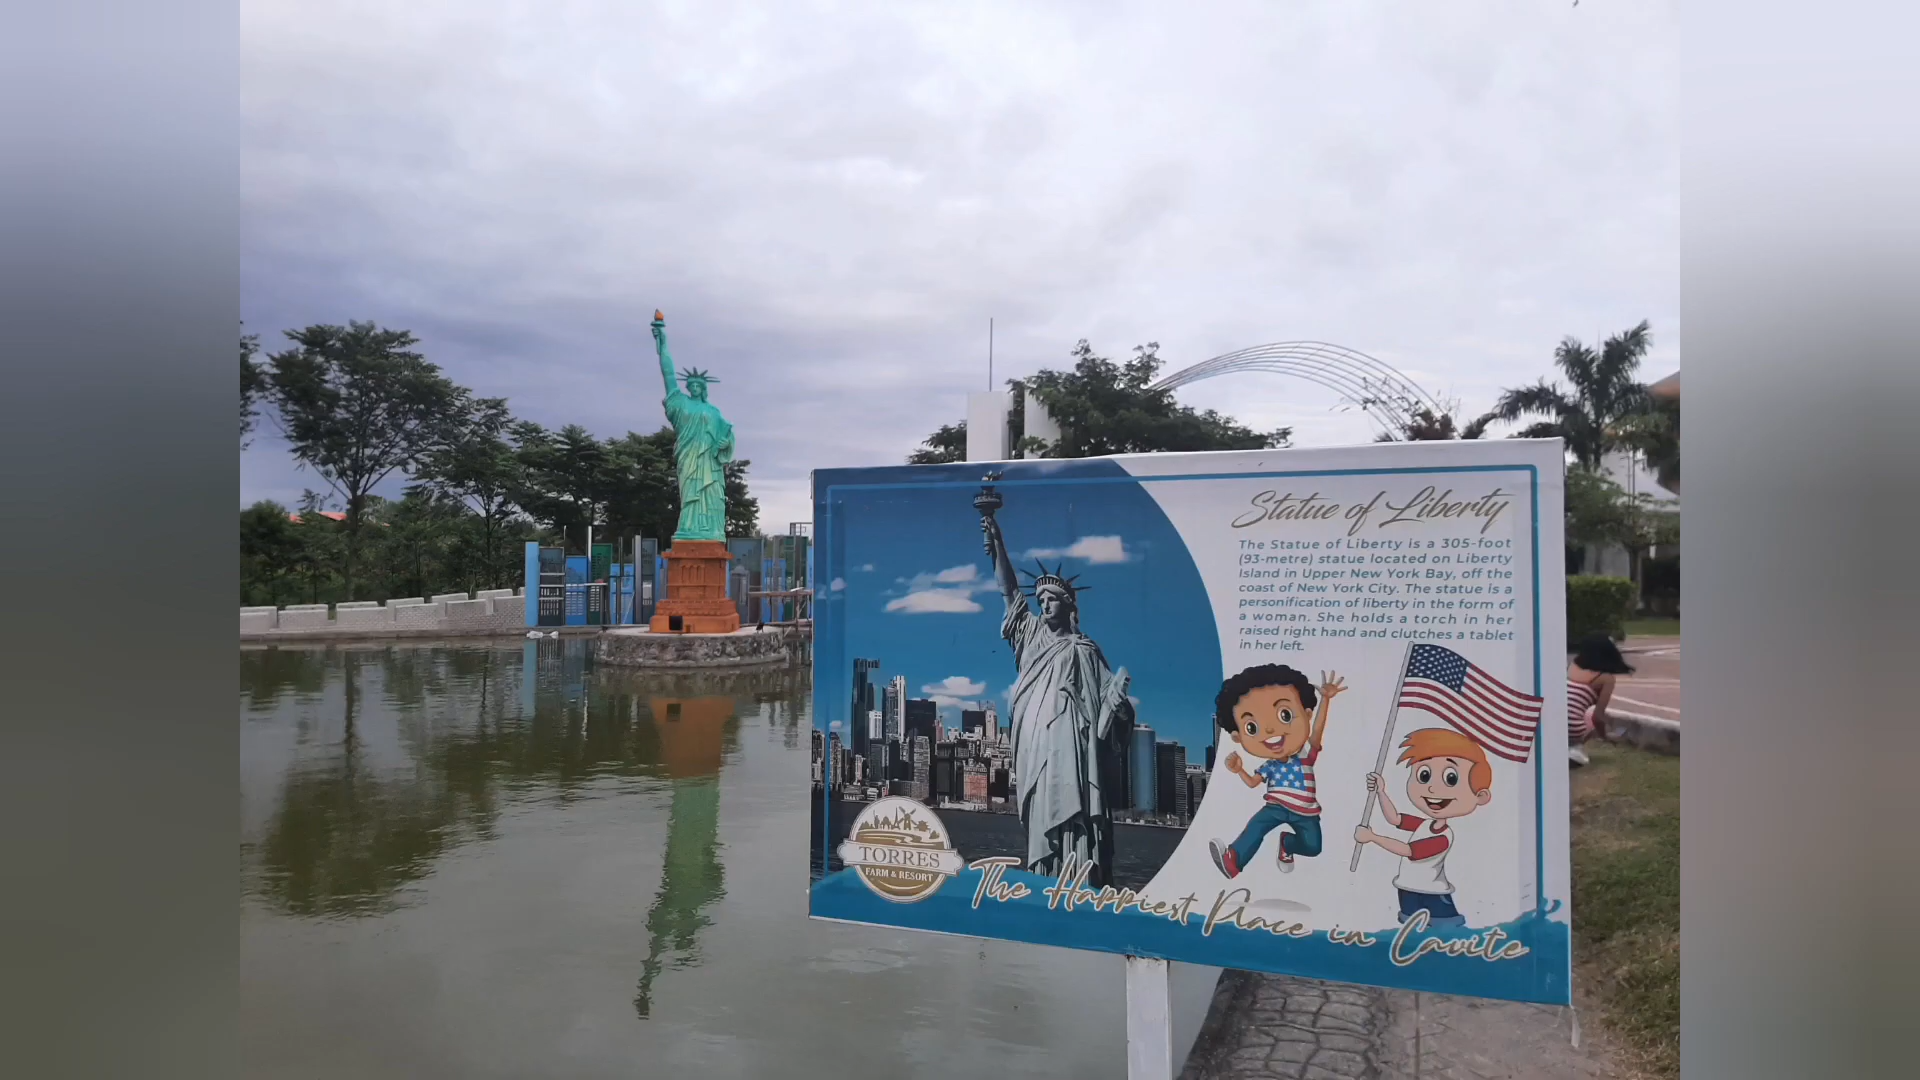 Statue of Liberty
The Statue of Liberty is a 305-foot
(93-metre) statue located on Liberty
Island in Upper New York Bay, off the
coast of New York City. The statue is a
personification of liberty in the form of
a woman. She holds a torch in her
raised right hand and clutches a tablet
in her left.
TORRES
FARM & RESORT
The Happiest Place in Cavite